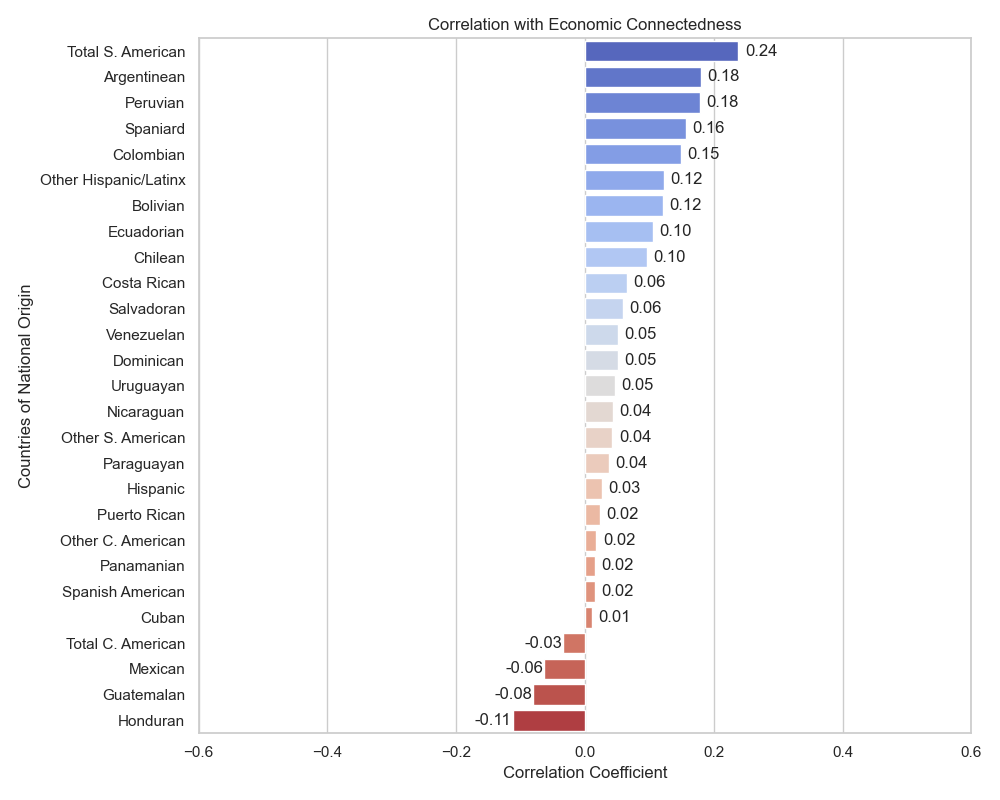 Correlation with Economic Connectedness
Total S. American 0.24
Argentinean 0.18
Peruvian 0.18
Spaniard 0.16
Colombian 0.15
Other Hispanic/Latinx 0.12
Bolivian 0.12
Ecuadorian 0.10
Chilean 0.10
Costa Rican 0.06
Salvadoran 0.06
Venezuelan 0.05
Dominican 0.05
Uruguayan 0.05
Nicaraguan 0.04
Other S. American 0.04
Paraguayan 0.04
Hispanic 0.03
Puerto Rican 0.02
Other C. American 0.02
Panamanian 0.02
Spanish American 0.02
Cuban 0.01
Total C. American -0.03
Mexican -0.06
Guatemalan -0.08
Honduran -0.11
Countries of National Origin
−0.6 −0.4 −0.2 0.0 0.2 0.4 0.6
Correlation Coefficient